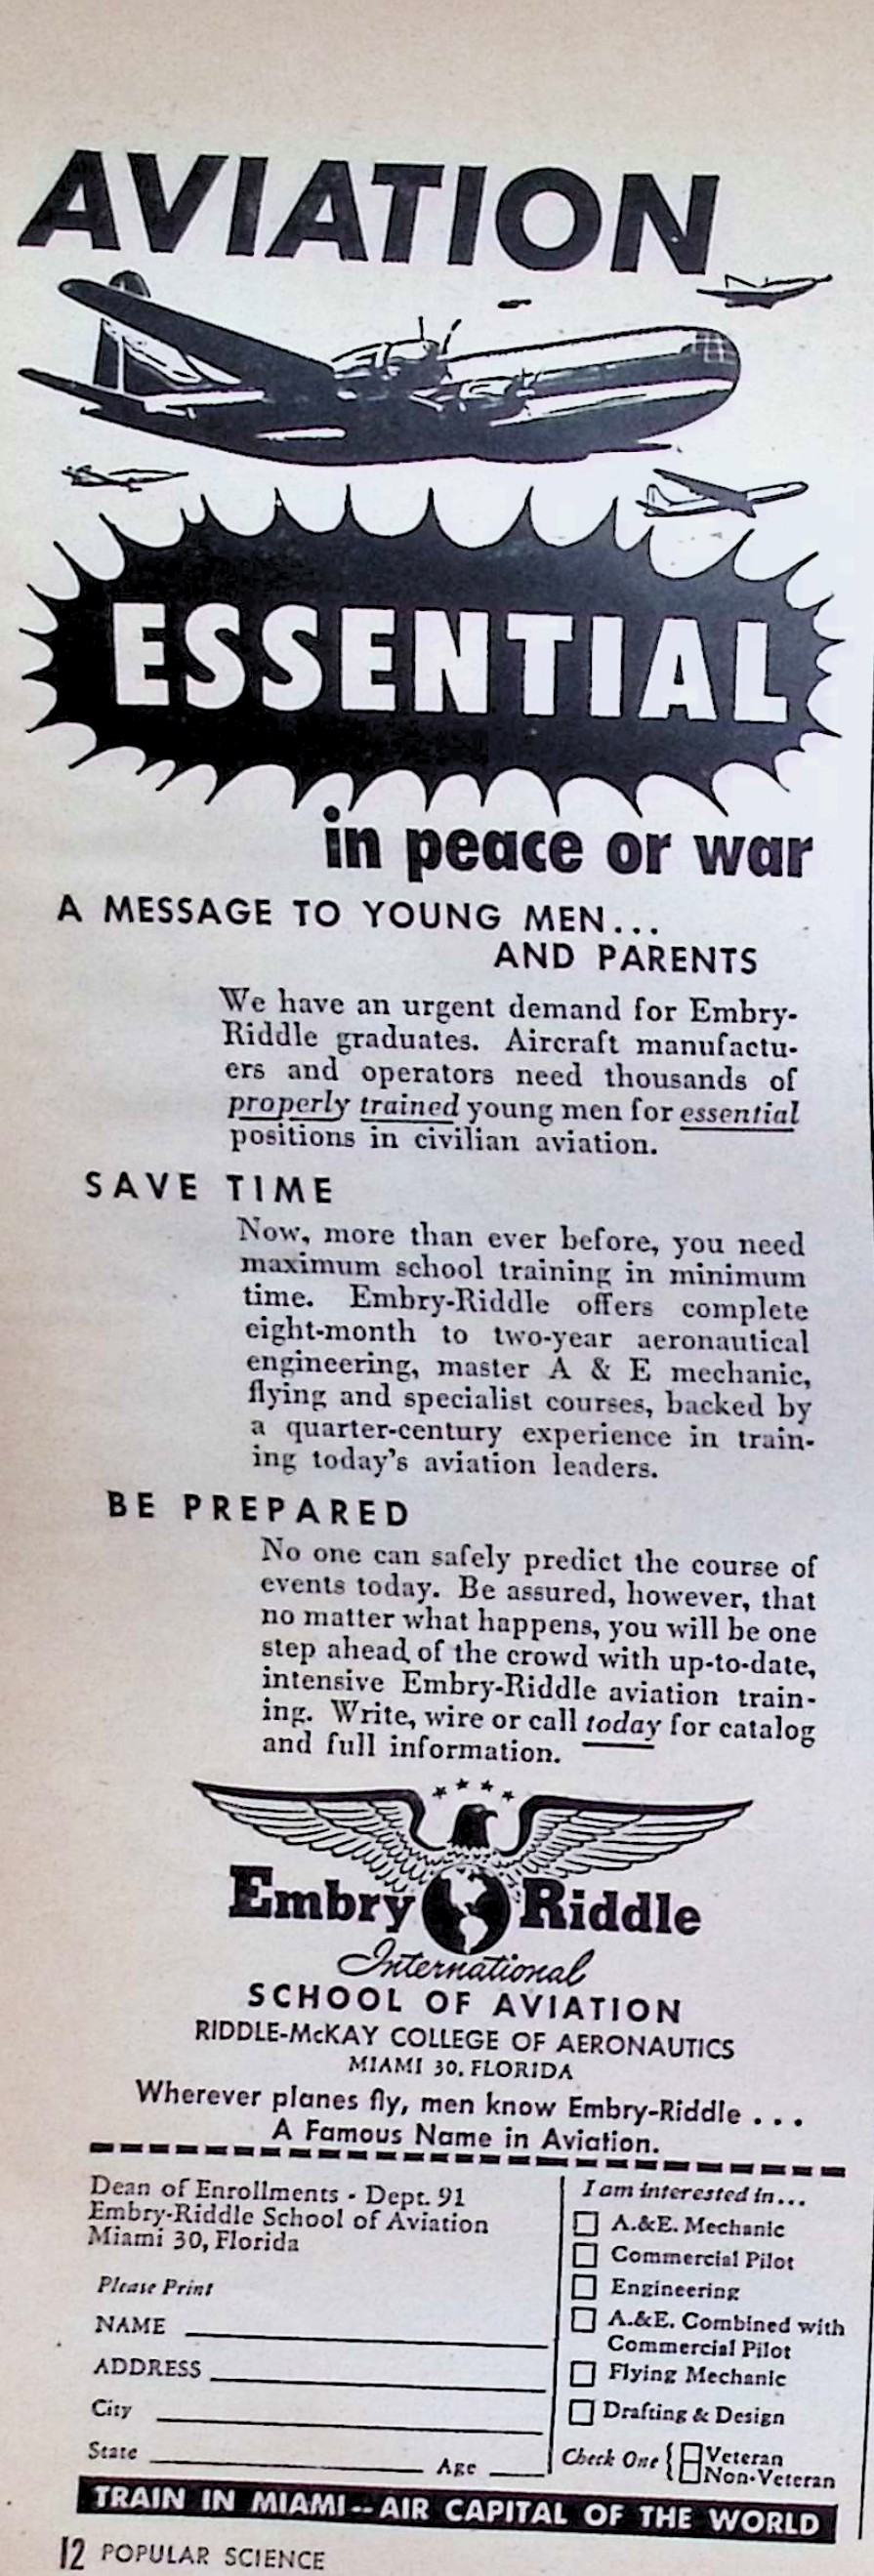 AVIATION
ESSENTIAL
in peace or war
A MESSAGE TO YOUNG MEN...
AND PARENTS
We have an urgent demand for Embry-
Riddle graduates. Aircraft manufactu-
ers and operators need thousands of
properly trained young men for essential
positions in civilian aviation.
SAVE TIME
Now, more than ever before, you need
maximum school training in minimum
time. Embry-Riddle offers complete
eight-month to two-year aeronautical
engineering, master A & E mechanic,
flying and specialist courses, backed by
a quarter-century experience in train-
ing today's aviation leaders.
BE PREPARED
No one can safely predict the course of
events today. Be assured, however, that
no matter what happens, you will be one
step ahead of the crowd with up-to-date,
intensive Embry-Riddle aviation train-
ing. Write, wire or call today for catalog
and full information.
Embry Riddle
International
SCHOOL OF AVIATION
RIDDLE-McKAY COLLEGE OF AERONAUTICS
MIAMI 30, FLORIDA
Wherever planes fly, men know Embry-Riddle ...
A Famous Name in Aviation.
Dean of Enrollments - Dept. 91
Embry-Riddle School of Aviation
Miami 30, Florida
Please Print
NAME
ADDRESS
City
State Age
I am interested in...
A.&E. Mechanic
Commercial Pilot
Engineering
A.&E. Combined with
Commercial Pilot
Flying Mechanic
Drafting & Design
Check One { Veteran
Non-Veteran
TRAIN IN MIAMI -- AIR CAPITAL OF THE WORLD
12 POPULAR SCIENCE